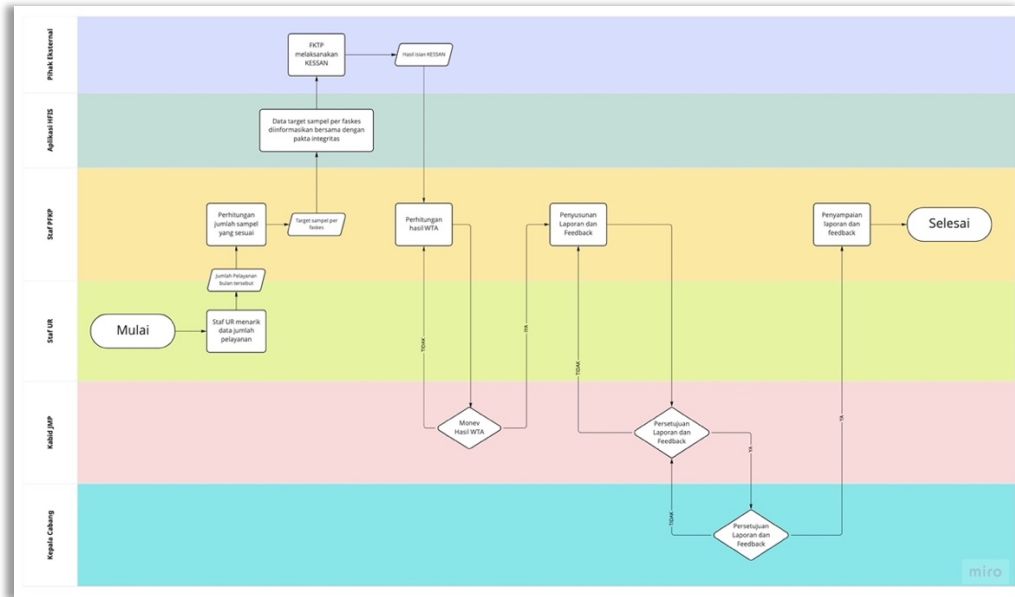 Pihak Eksternal
FKTP
melaksanakan
KESSAN
Hasil isian KESSAN
Aplikasi HFIS
Data target sampel per faskes
diinformasikan bersama dengan
pakta integritas
Staf PFKP
Perhitungan
jumlah sampel
yang sesuai
Target sampel per
faskes
Perhitungan
hasil WTA
Penyusunan
Laporan dan
Feedback
Penyampaian
laporan dan
feedback
Selesai
Jumlah Pelayanan
bulan tersebut
Staf UR
Mulai
Staf UR menarik
data jumlah
pelayanan
TIDAK
IYA
TIDAK
Kabid JMP
Monev
Hasil WTA
Persetujuan
Laporan dan
Feedback
YA
YA
Kepala Cabang
TIDAK
Persetujuan
Laporan dan
Feedback
miro